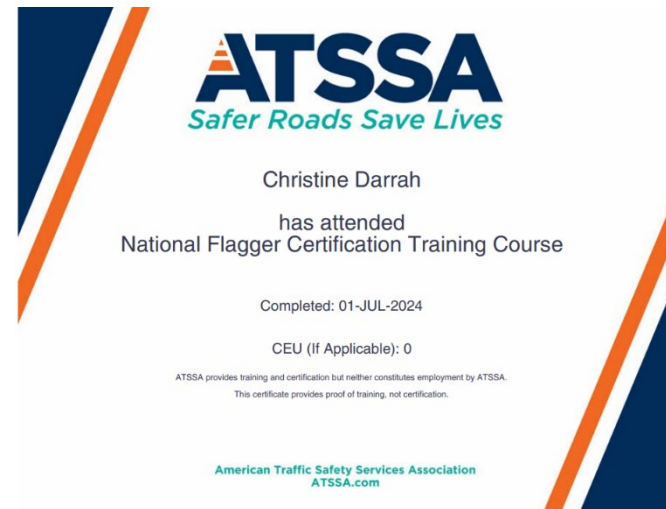 ATSSA
Safer Roads Save Lives
Christine Darrah
has attended
National Flagger Certification Training Course
Completed: 01-JUL-2024
CEU (If Applicable): 0
ATSSA provides training and certification but neither constitutes employment by ATSSA.
This certificate provides proof of training, not certification.
American Traffic Safety Services Association
ATSSA.com